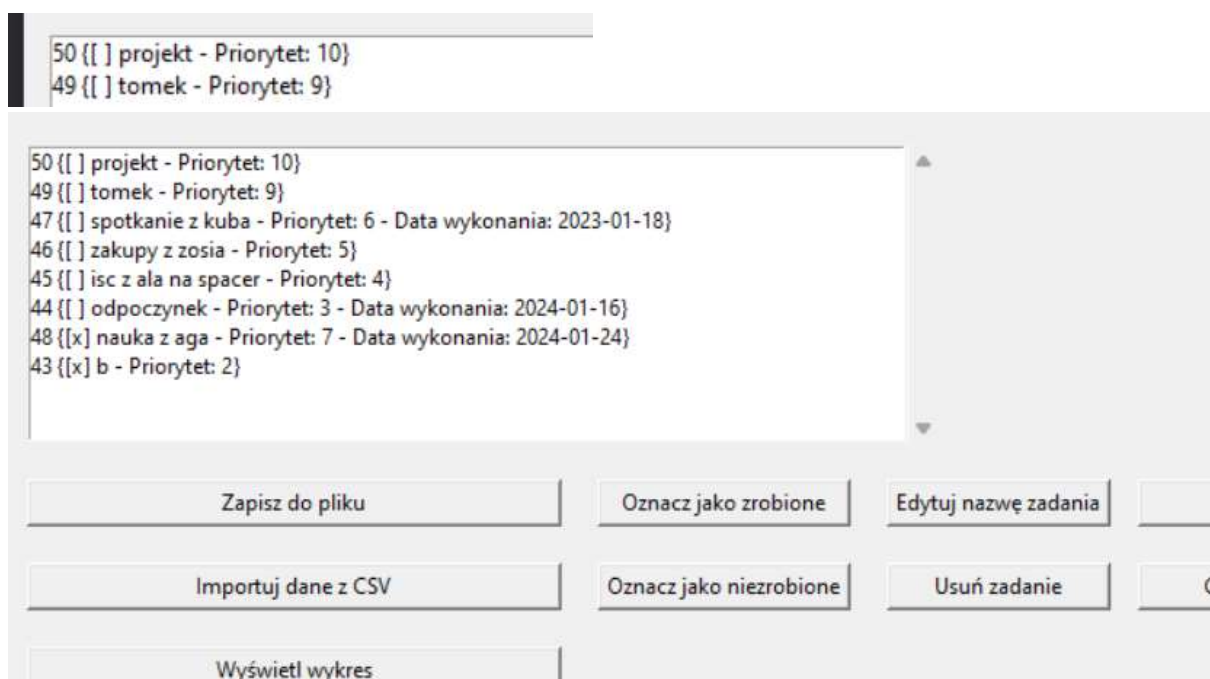 50 {[ ] projekt - Priorytet: 10}
49 {[ ] tomek - Priorytet: 9}
50 {[ ] projekt - Priorytet: 10}
49 {[ ] tomek - Priorytet: 9}
47 {[ ] spotkanie z kuba - Priorytet: 6 - Data wykonania: 2023-01-18}
46 {[ ] zakupy z zosia - Priorytet: 5}
45 {[ ] isc z ala na spacer - Priorytet: 4}
44 {[ ] odpoczynek - Priorytet: 3 - Data wykonania: 2024-01-16}
48 {[x] nauka z aga - Priorytet: 7 - Data wykonania: 2024-01-24}
43 {[x] b - Priorytet: 2}
Zapisz do pliku Oznacz jako zrobione Edytuj nazwę zadania
Importuj dane z CSV Oznacz jako niezrobione Usuń zadanie
Wyświetl wykres